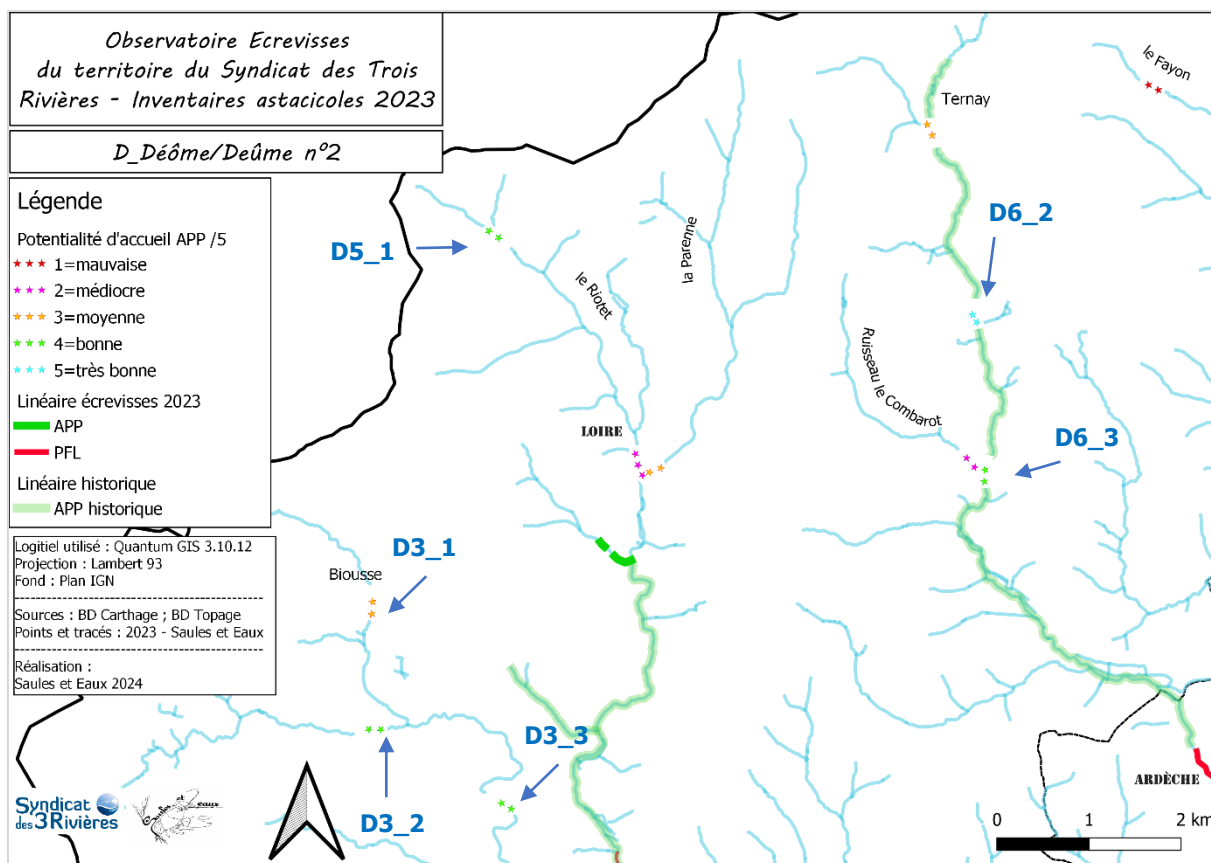 Observatoire Ecrevisses
du territoire du Syndicat des Trois
Rivières - Inventaires astacicoles 2023
D_Déôme/Deûme n°2
Légende
Potentialité d'accueil APP /5
1=mauvaise
2=médiocre
3=moyenne
4=bonne
5=très bonne
Linéaire écrevisses 2023
APP
PFL
Linéaire historique
APP historique
Logitiel utilisé : Quantum GIS 3.10.12
Projection : Lambert 93
Fond : Plan IGN
Sources : BD Carthage ; BD Topage
Points et tracés : 2023 - Saules et Eaux
Réalisation :
Saules et Eaux 2024
Syndicat
des 3 Rivières
Saules et Eaux
le Fayon
Ternay
D6_2
D5_1
la Parenne
le Riotet
Ruisseau le Combarot
LOIRE
D6_3
D3_1
Biousse
D3_3
D3_2
ARDÈCHE
0 1 2 km